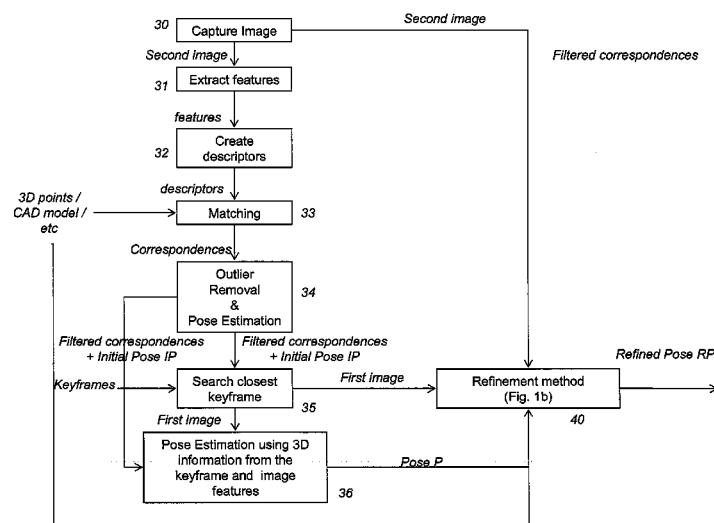 30
Capture Image
Second image
Second image
Filtered correspondences
31
Extract features
features
32
Create
descriptors
descriptors
3D points /
CAD model /
etc
Matching
33
Correspondences
Outlier
Removal
&
Pose Estimation
34
Filtered correspondences
+ Initial Pose IP
Filtered correspondences
+ Initial Pose IP
Keyframes
Search closest
keyframe
35
First image
Refinement method
(Fig. 1b)
40
Refined Pose RP
First image
Pose Estimation using 3D
information from the
keyframe and image
features
36
Pose P